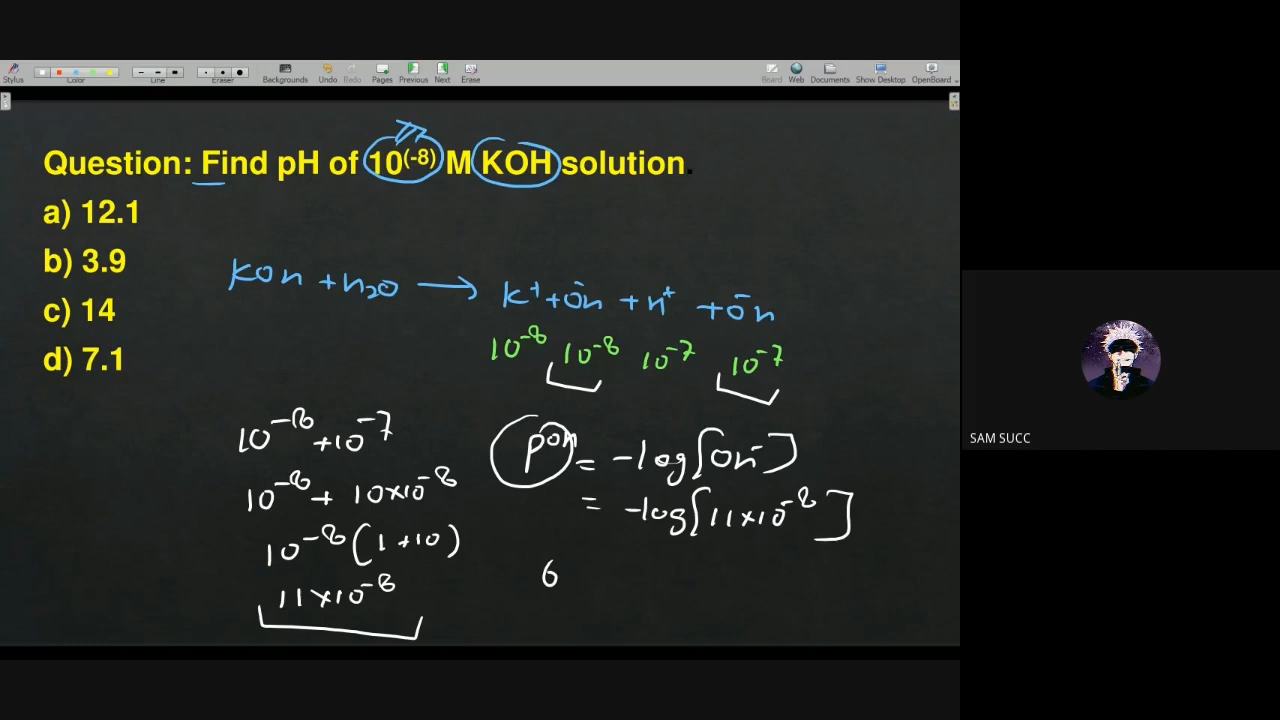 Stylus Color Line Eraser Backgrounds Undo Redo Pages Previous Next Erase Board Web Documents Show Desktop OpenBoard
Question: Find pH of 10(-8) M KOH solution.
a) 12.1
b) 3.9
c) 14
d) 7.1
KOH + H2O → K+ + OH- + H+ + OH-
10^-8 10^-8 10^-7 10^-7
10^-8 + 10^-7
10^-8 + 10×10^-8
10^-8 (1+10)
11×10^-8
pOH = -log[OH-]
= -log[11×10^-8]
6
SAM SUCC